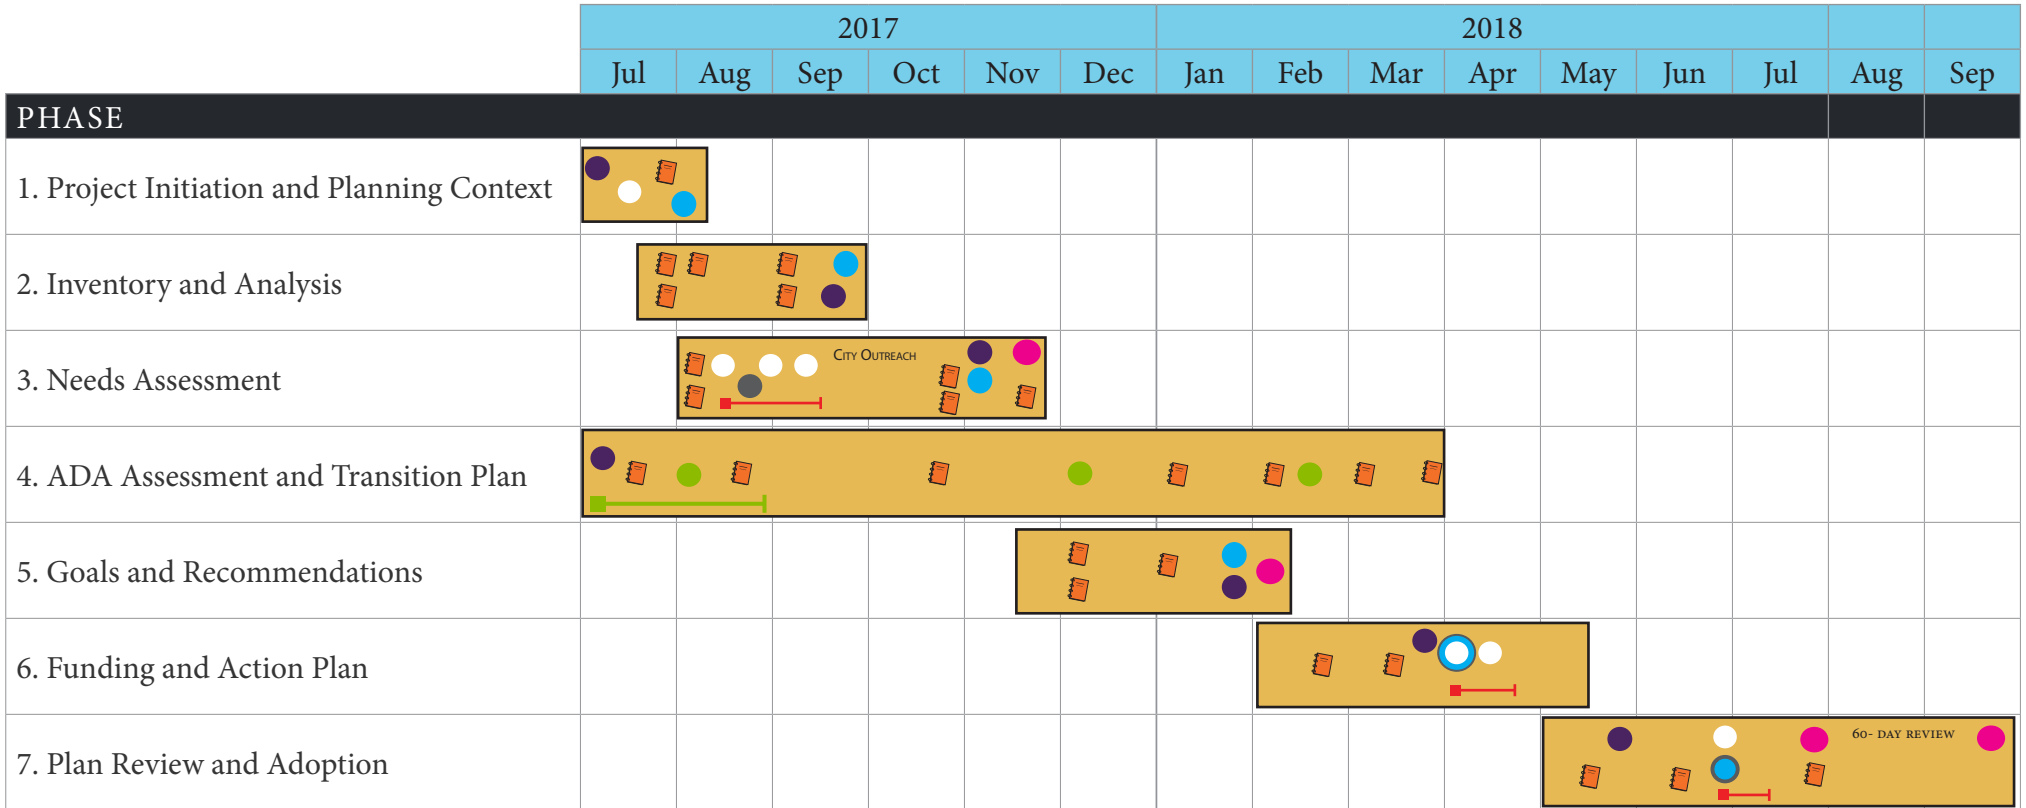 2017 2018
Jul Aug Sep Oct Nov Dec Jan Feb Mar Apr May Jun Jul Aug Sep
PHASE
1. Project Initiation and Planning Context
2. Inventory and Analysis
3. Needs Assessment
City Outreach
4. ADA Assessment and Transition Plan
5. Goals and Recommendations
6. Funding and Action Plan
7. Plan Review and Adoption
60- day review